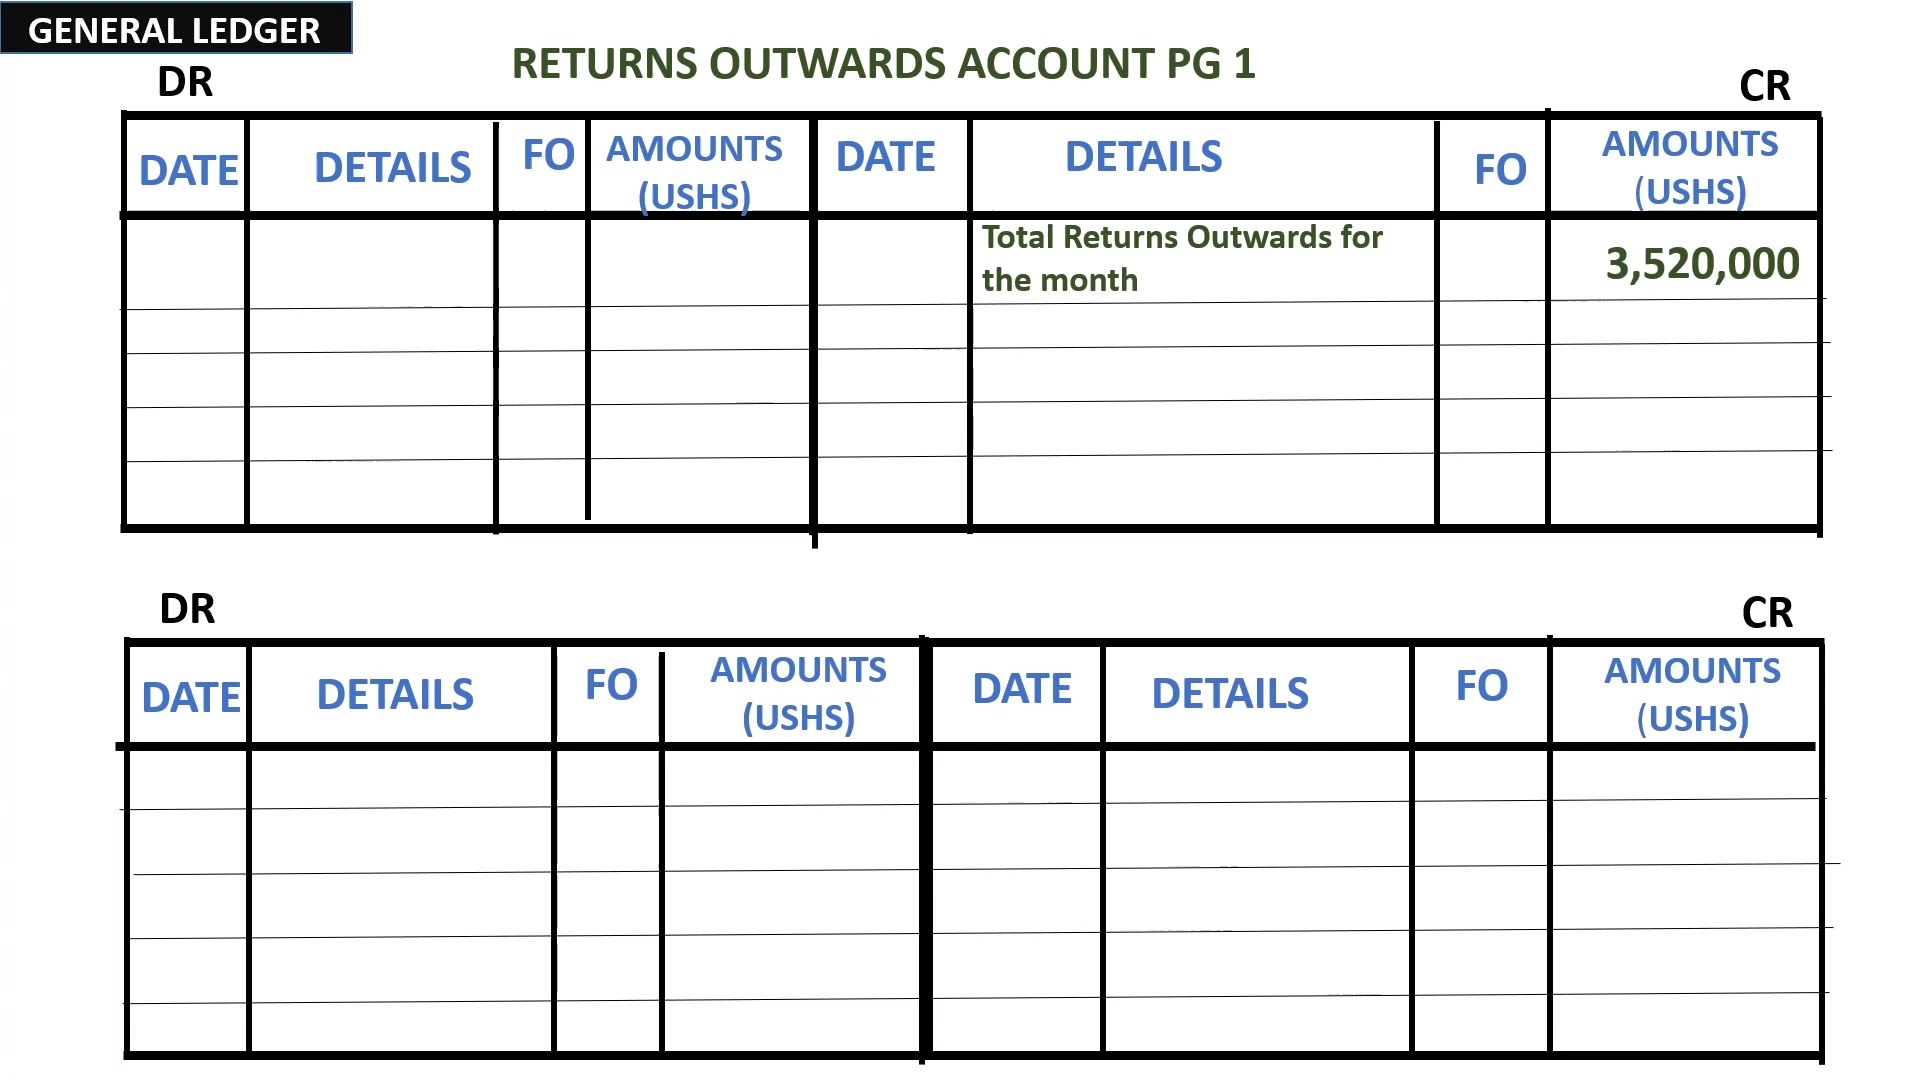 GENERAL LEDGER
RETURNS OUTWARDS ACCOUNT PG 1
DR
CR
DATE
DETAILS
FO
AMOUNTS
(USHS)
DATE
DETAILS
FO
AMOUNTS
(USHS)
Total Returns Outwards for
the month
3,520,000
DR
CR
DATE
DETAILS
FO
AMOUNTS
(USHS)
DATE
DETAILS
FO
AMOUNTS
(USHS)